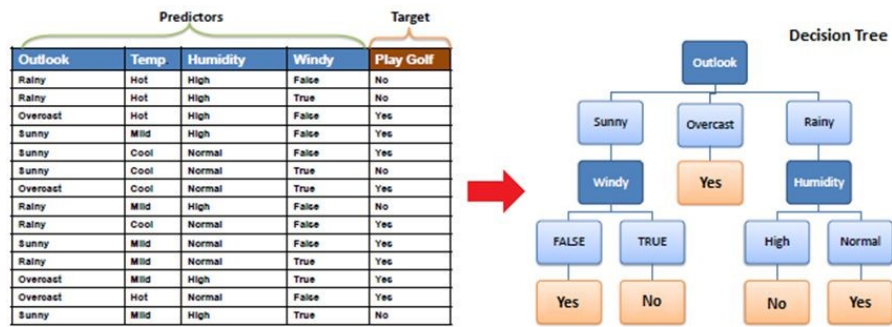 Predictors Target
Outlook Temp Humidity Windy Play Golf
Rainy Hot High False No
Rainy Hot High True No
Overcast Hot High False Yes
Sunny Mild High False Yes
Sunny Cool Normal False Yes
Sunny Cool Normal True No
Overcast Cool Normal True Yes
Rainy Mild High False No
Rainy Cool Normal False Yes
Sunny Mild Normal False Yes
Rainy Mild Normal True Yes
Overcast Mild High True Yes
Overcast Hot Normal False Yes
Sunny Mild High True No
Decision Tree
Outlook
Sunny Overcast Rainy
Windy Yes Humidity
FALSE TRUE High Normal
Yes No No Yes